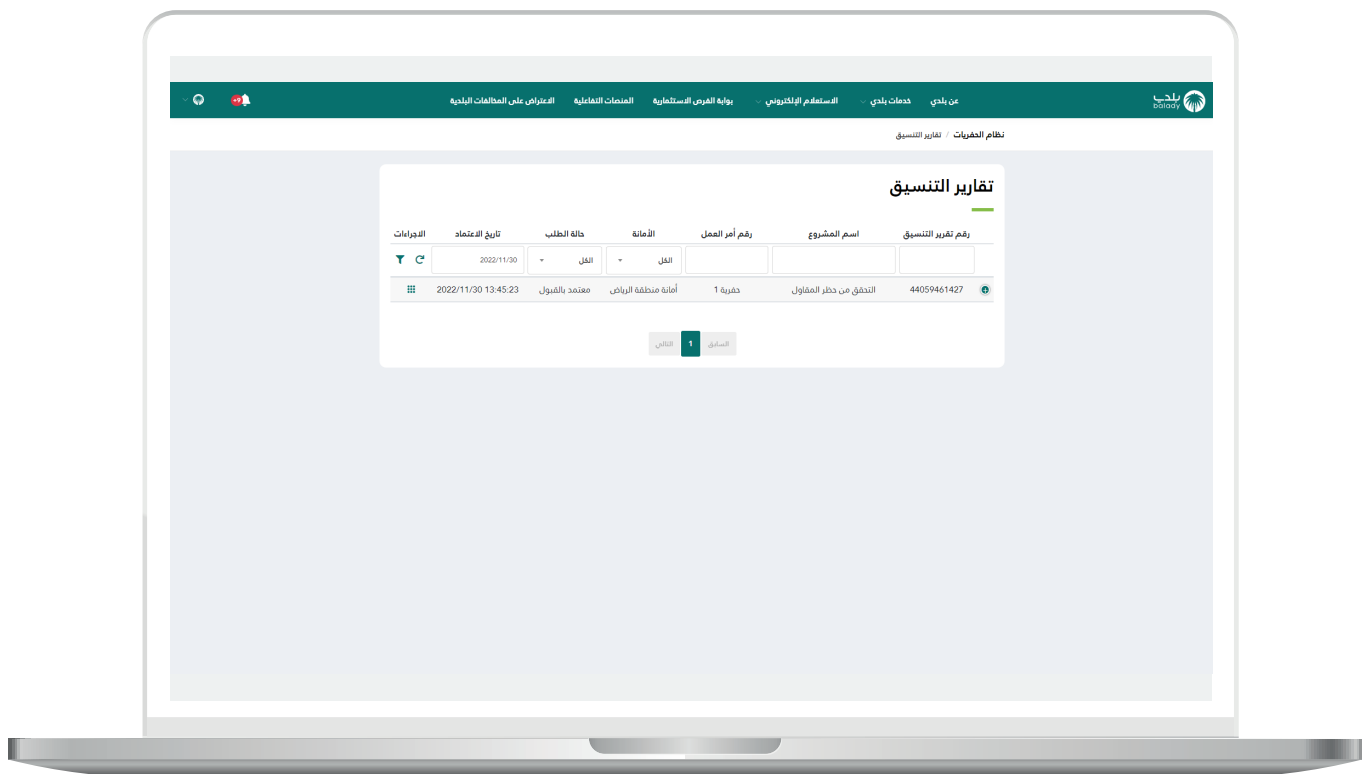 بلدي
balady
عن بلدي خدمات بلدي الاستعلام الإلكتروني بوابة الفرص الاستثمارية المنصات التفاعلية الاعتراض على المخالفات البلدية
+9
نظام الحفريات / تقارير التنسيق
تقارير التنسيق
رقم تقرير التنسيق اسم المشروع رقم أمر العمل الأمانة حالة الطلب تاريخ الاعتماد الاجراءات
الكل الكل 2022/11/30
44059461427 التحقق من حظر المقاول حفرية 1 أمانة منطقة الرياض معتمد بالقبول 2022/11/30 13:45:23
السابق 1 التالي